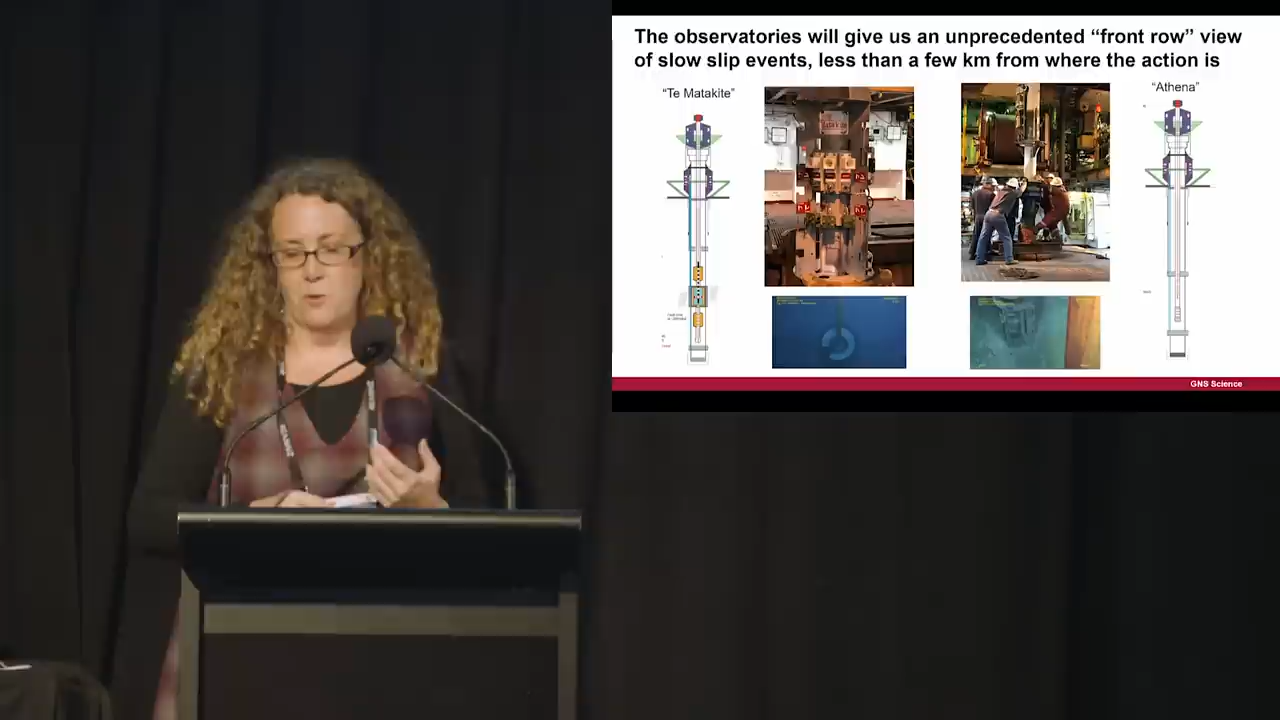 The observatories will give us an unprecedented “front row” view
of slow slip events, less than a few km from where the action is
“Te Matakite”
“Athena”
GNS Science